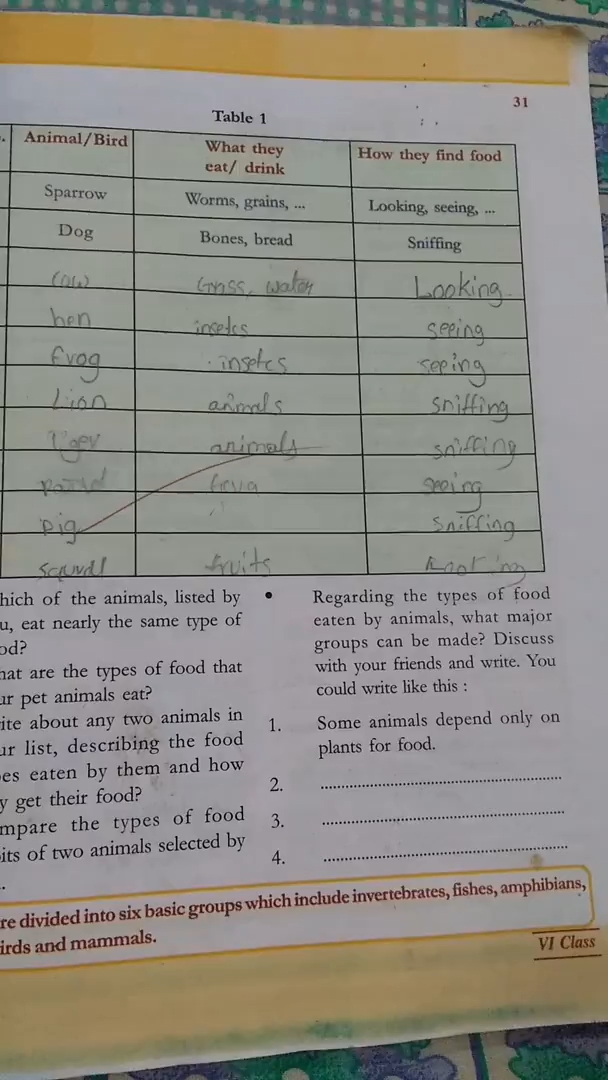 31
Table 1
Animal/Bird What they eat/ drink How they find food
Sparrow Worms, grains, ... Looking, seeing, ...
Dog Bones, bread Sniffing
Cow Grass, water Looking
hen insetcs seeing
frog insetcs seeing
Lion animals sniffing
animals sniffing
seeing
pig sniffing
fruits
hich of the animals, listed by
u, eat nearly the same type of
od?
hat are the types of food that
ur pet animals eat?
ite about any two animals in
ur list, describing the food
es eaten by them and how
y get their food?
mpare the types of food
its of two animals selected by
.
• Regarding the types of food
eaten by animals, what major
groups can be made? Discuss
with your friends and write. You
could write like this :
1. Some animals depend only on
plants for food.
2. ......................................................
3. ......................................................
4. ......................................................
re divided into six basic groups which include invertebrates, fishes, amphibians,
irds and mammals.
VI Class